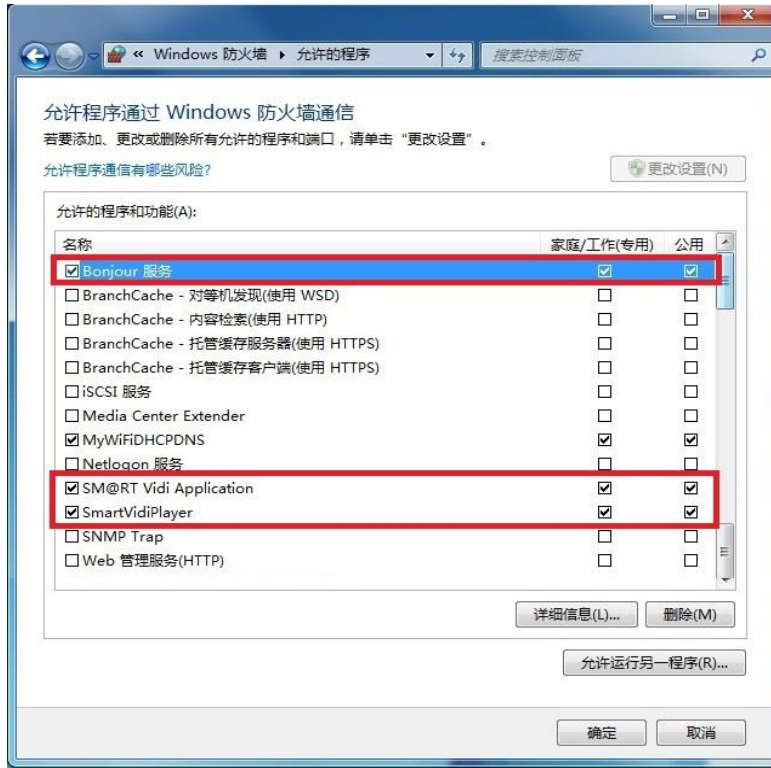 « Windows 防火墙 ▸ 允许的程序
搜索控制面板
允许程序通过 Windows 防火墙通信
若要添加、更改或删除所有允许的程序和端口，请单击“更改设置”。
允许程序通信有哪些风险?
更改设置(N)
允许的程序和功能(A):
名称 家庭/工作(专用) 公用
Bonjour 服务
BranchCache - 对等机发现(使用 WSD)
BranchCache - 内容检索(使用 HTTP)
BranchCache - 托管缓存服务器(使用 HTTPS)
BranchCache - 托管缓存客户端(使用 HTTPS)
iSCSI 服务
Media Center Extender
MyWiFiDHCPDNS
Netlogon 服务
SM@RT Vidi Application
SmartVidiPlayer
SNMP Trap
Web 管理服务(HTTP)
详细信息(L)... 删除(M)
允许运行另一程序(R)...
确定 取消